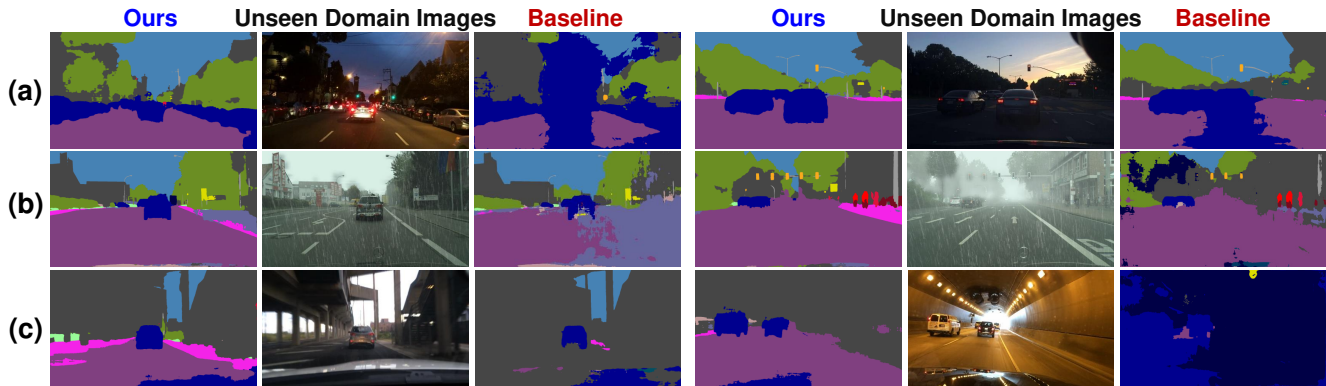 Ours Unseen Domain Images Baseline Ours Unseen Domain Images Baseline
(a)
(b)
(c)